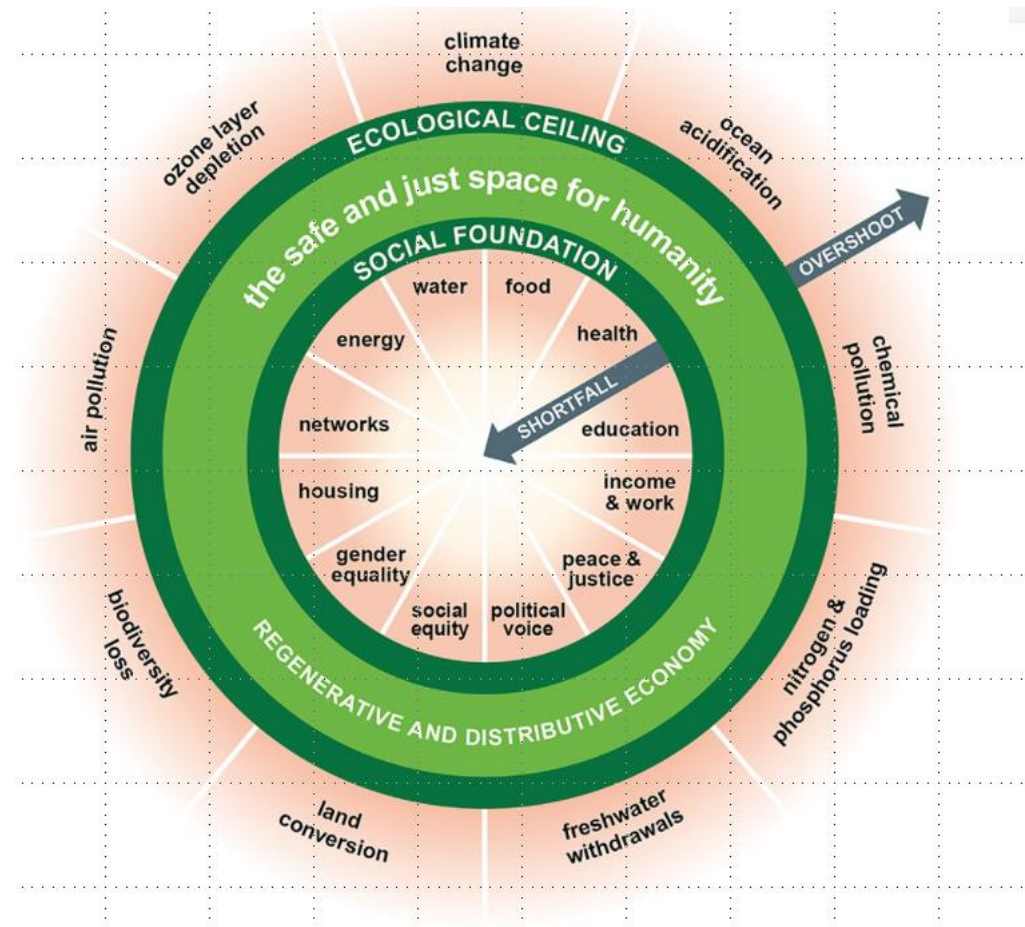 climate
change
ozone layer
depletion
ocean
acidification
ECOLOGICAL CEILING
the safe and just space for humanity
OVERSHOOT
SOCIAL FOUNDATION
water
food
energy
health
air pollution
chemical
pollution
SHORTFALL
networks
education
housing
income
& work
gender
equality
peace &
justice
social
equity
political
voice
biodiversity
loss
nitrogen &
phosphorus loading
REGENERATIVE AND DISTRIBUTIVE ECONOMY
land
conversion
freshwater
withdrawals